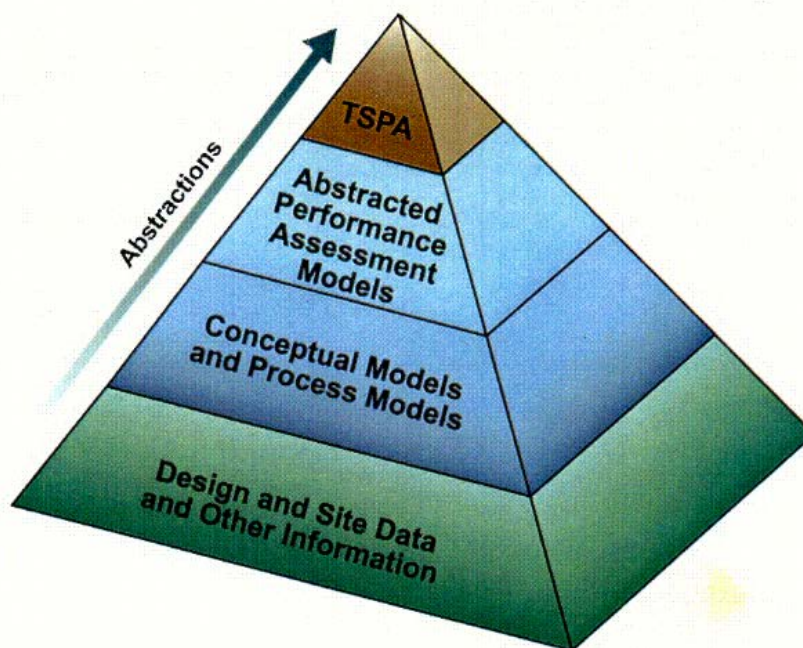 TSPA
Abstractions
Abstracted
Performance
Assessment
Models
Conceptual Models
and Process Models
Design and Site Data
and Other Information